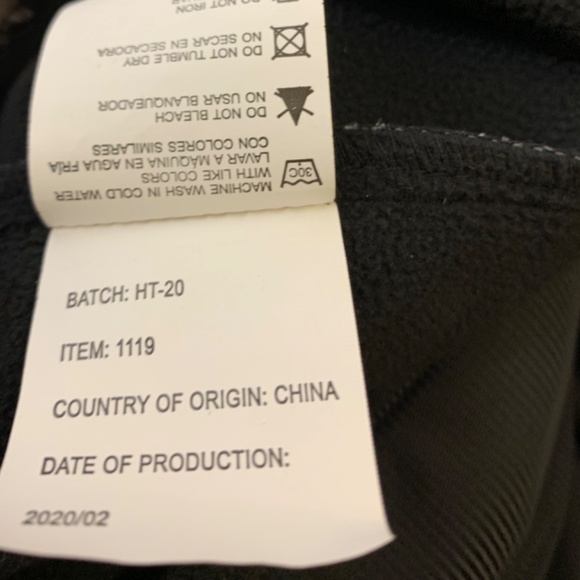 MACHINE WASH IN COLD WATER
WITH LIKE COLORS
LAVAR A MAQUINA EN AGUA FRÍA
CON COLORES SIMILARES
30C
DO NOT BLEACH
NO USAR BLANQUEADOR
DO NOT TUMBLE DRY
NO SECAR EN SECADORA
DO NOT IRON
BATCH: HT-20
ITEM: 1119
COUNTRY OF ORIGIN: CHINA
DATE OF PRODUCTION:
2020/02